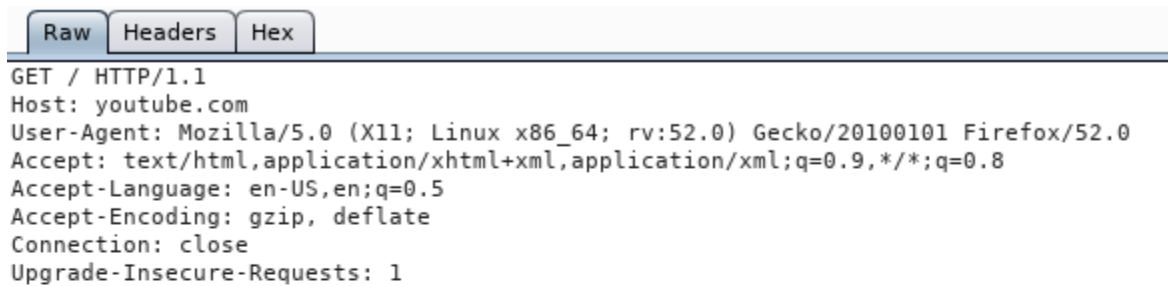 Raw Headers Hex
GET / HTTP/1.1
Host: youtube.com
User-Agent: Mozilla/5.0 (X11; Linux x86_64; rv:52.0) Gecko/20100101 Firefox/52.0
Accept: text/html,application/xhtml+xml,application/xml;q=0.9,*/*;q=0.8
Accept-Language: en-US,en;q=0.5
Accept-Encoding: gzip, deflate
Connection: close
Upgrade-Insecure-Requests: 1